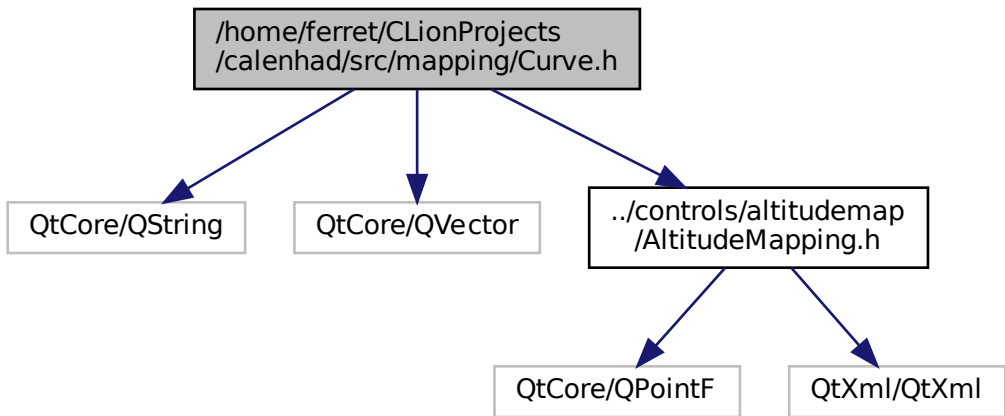 /home/ferret/CLionProjects
/calenhad/src/mapping/Curve.h
QtCore/QString
QtCore/QVector
../controls/altitudemap
/AltitudeMapping.h
QtCore/QPointF
QtXml/QtXml